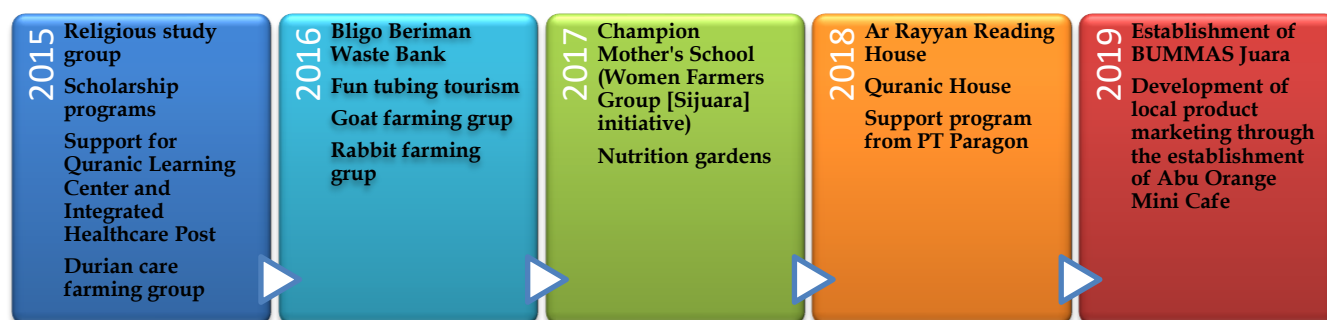 2015
Religious study
group
Scholarship
programs
Support for
Quranic Learning
Center and
Integrated
Healthcare Post
Durian care
farming group
2016
Bligo Beriman
Waste Bank
Fun tubing tourism
Goat farming grup
Rabbit farming
grup
2017
Champion
Mother's School
(Women Farmers
Group [Sijuara]
initiative)
Nutrition gardens
2018
Ar Rayyan Reading
House
Quranic House
Support program
from PT Paragon
2019
Establishment of
BUMMAS Juara
Development of
local product
marketing through
the establishment
of Abu Orange
Mini Cafe